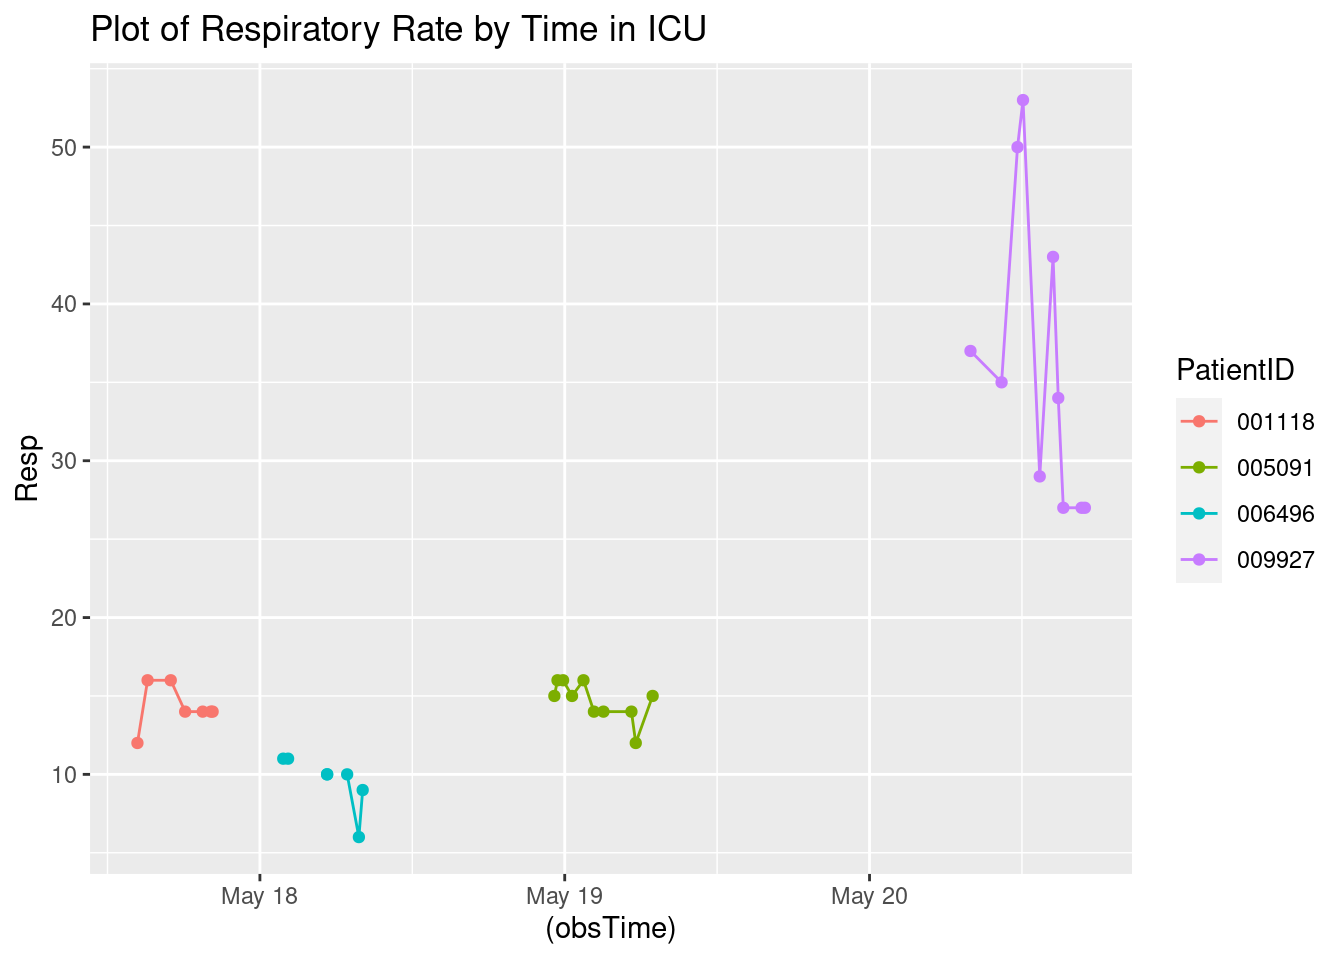 Plot of Respiratory Rate by Time in ICU
50
40
30
20
10
Resp
May 18
May 19
May 20
(obsTime)
PatientID
001118
005091
006496
009927